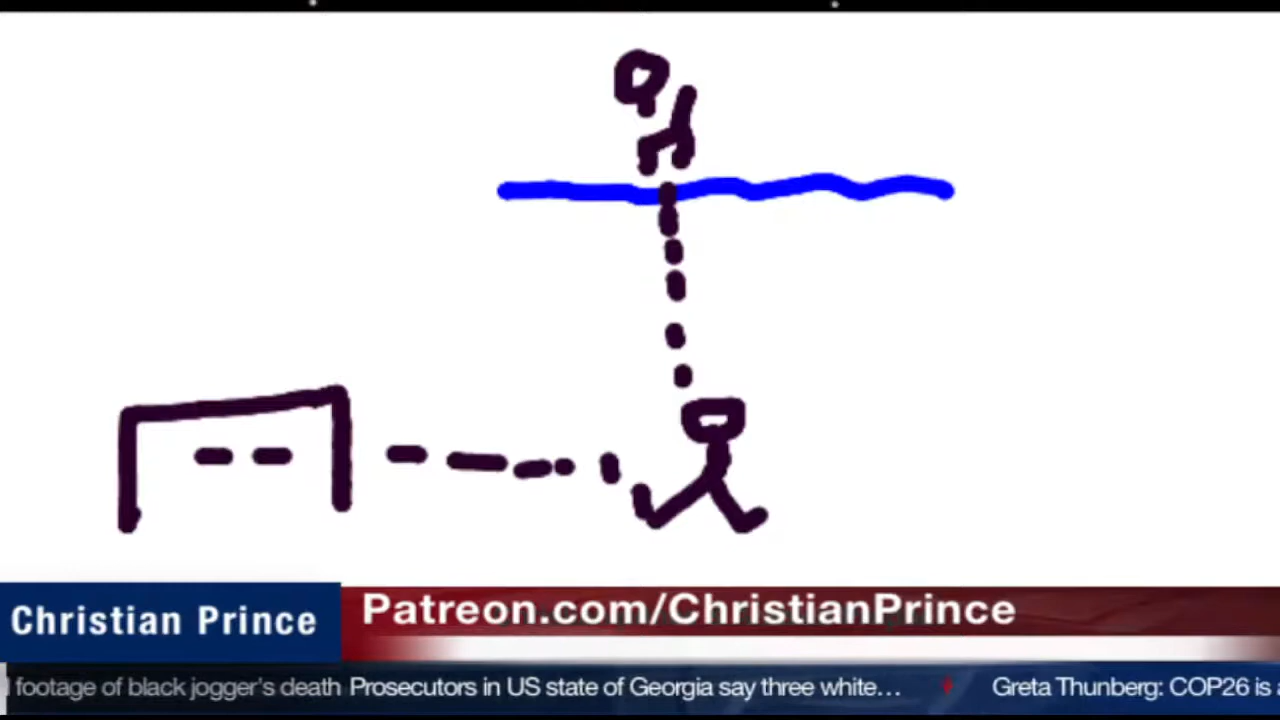 Christian Prince
Patreon.com/ChristianPrince
footage of black jogger's death Prosecutors in US state of Georgia say three white… Greta Thunberg: COP26 is